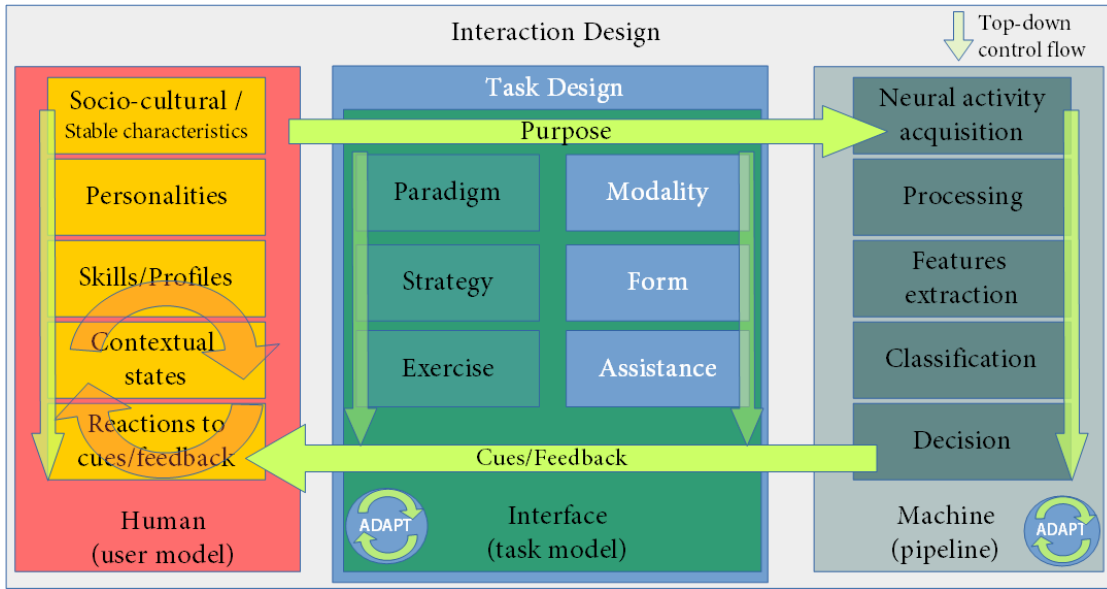 Interaction Design
Top-down
control flow
Socio-cultural /
Stable characteristics
Personalities
Skills/Profiles
Contextual
states
Reactions to
cues/feedback
Human
(user model)
Task Design
Purpose
Paradigm
Modality
Strategy
Form
Exercise
Assistance
Cues/Feedback
ADAPT
Interface
(task model)
Neural activity
acquisition
Processing
Features
extraction
Classification
Decision
Machine
(pipeline)
ADAPT